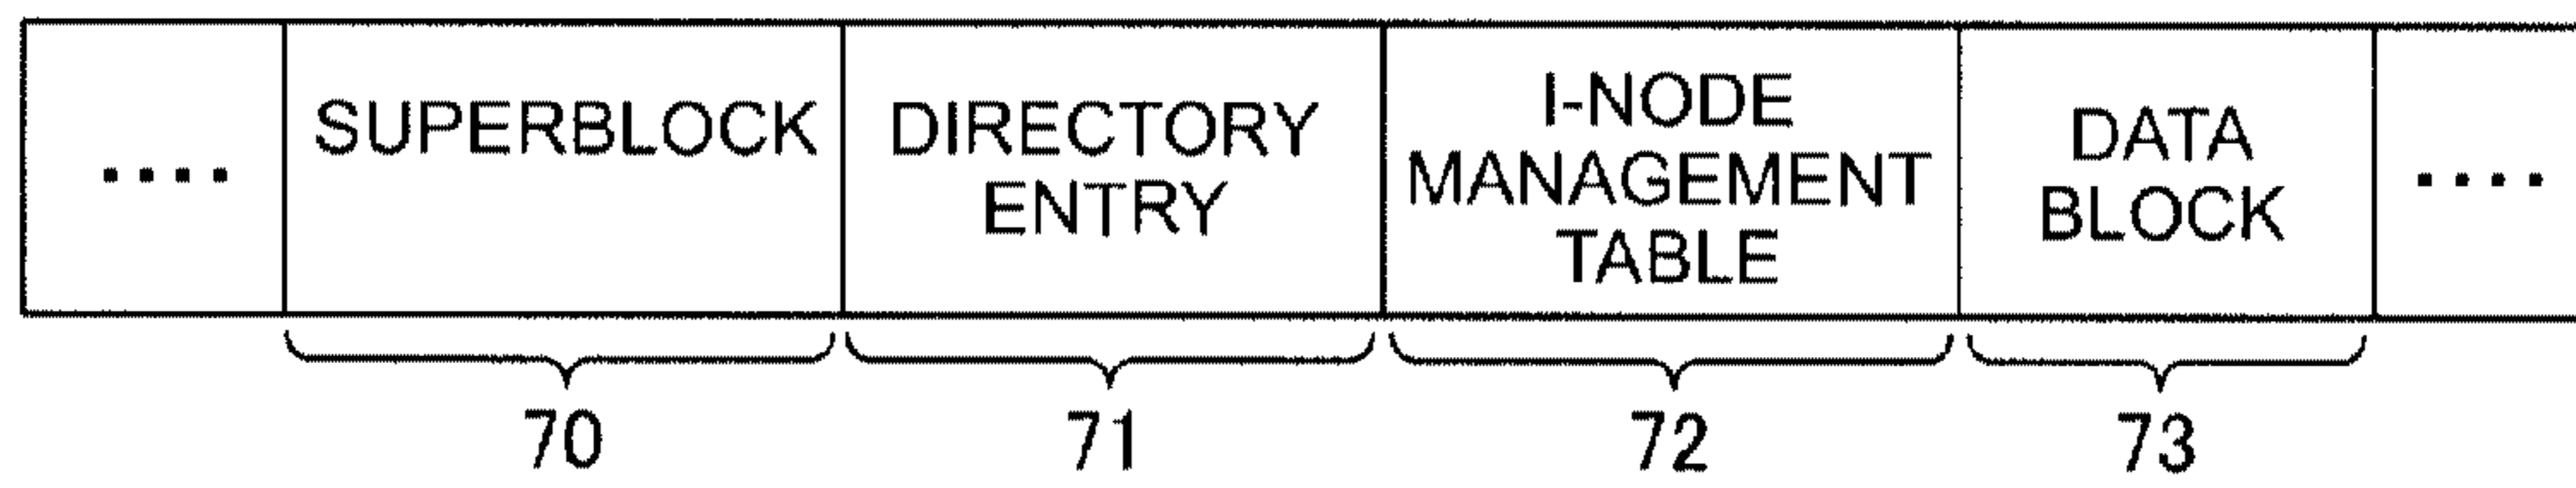 ....
SUPERBLOCK
DIRECTORY
ENTRY
I-NODE
MANAGEMENT
TABLE
DATA
BLOCK
....
70
71
72
73